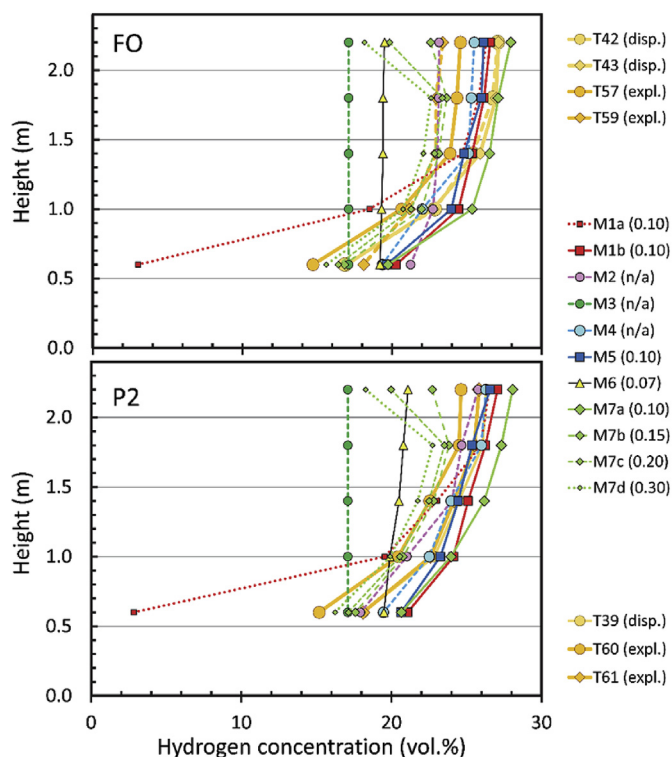 FO
2.0
1.5
1.0
0.5
0.0
Height (m)
T42 (disp.)
T43 (disp.)
T57 (expl.)
T59 (expl.)
M1a (0.10)
M1b (0.10)
M2 (n/a)
M3 (n/a)
M4 (n/a)
M5 (0.10)
M6 (0.07)
M7a (0.10)
M7b (0.15)
M7c (0.20)
M7d (0.30)
P2
2.0
1.5
1.0
0.5
0.0
Height (m)
T39 (disp.)
T60 (expl.)
T61 (expl.)
0 10 20 30
Hydrogen concentration (vol.%)